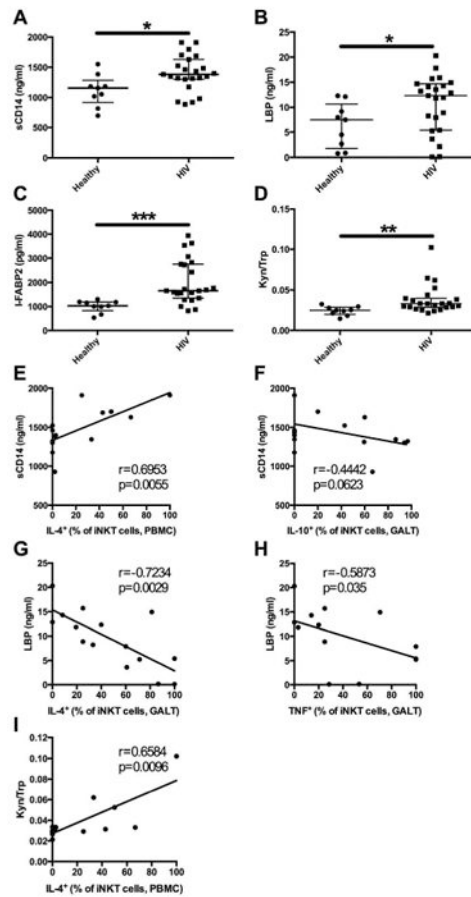 A
*
sCD14 (ng/ml)
2000
1500
1000
500
0
Healthy
HIV
B
*
LBP (ng/ml)
25
20
15
10
5
0
Healthy
HIV
C
***
I-FABP2 (pg/ml)
5000
4000
3000
2000
1000
0
Healthy
HIV
D
**
Kyn/Trp
0.15
0.10
0.05
0.00
Healthy
HIV
E
sCD14 (ng/ml)
2000
1500
1000
500
r=0.6953
p=0.0055
0 20 40 60 80 100
IL-4+ (% of iNKT cells, PBMC)
F
sCD14 (ng/ml)
2000
1500
1000
500
r=-0.4442
p=0.0623
0 20 40 60 80 100
IL-10+ (% of iNKT cells, GALT)
G
LBP (ng/ml)
25
20
15
10
5
0
r=-0.7234
p=0.0029
0 20 40 60 80 100
IL-4+ (% of iNKT cells, GALT)
H
LBP (ng/ml)
25
20
15
10
5
0
r=-0.5873
p=0.035
0 20 40 60 80 100
TNF+ (% of iNKT cells, GALT)
I
Kyn/Trp
0.12
0.10
0.08
0.06
0.04
0.02
0.00
r=0.6584
p=0.0096
0 20 40 60 80 100
IL-4+ (% of iNKT cells, PBMC)